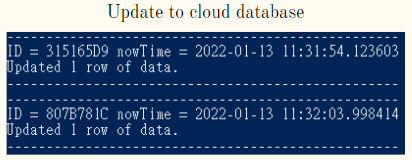 Update to cloud database
--------------------------------------------------
ID = 315165D9 nowTime = 2022-01-13 11:31:54.123603
Updated 1 row of data.
--------------------------------------------------
--------------------------------------------------
ID = 807B781C nowTime = 2022-01-13 11:32:03.998414
Updated 1 row of data.
--------------------------------------------------